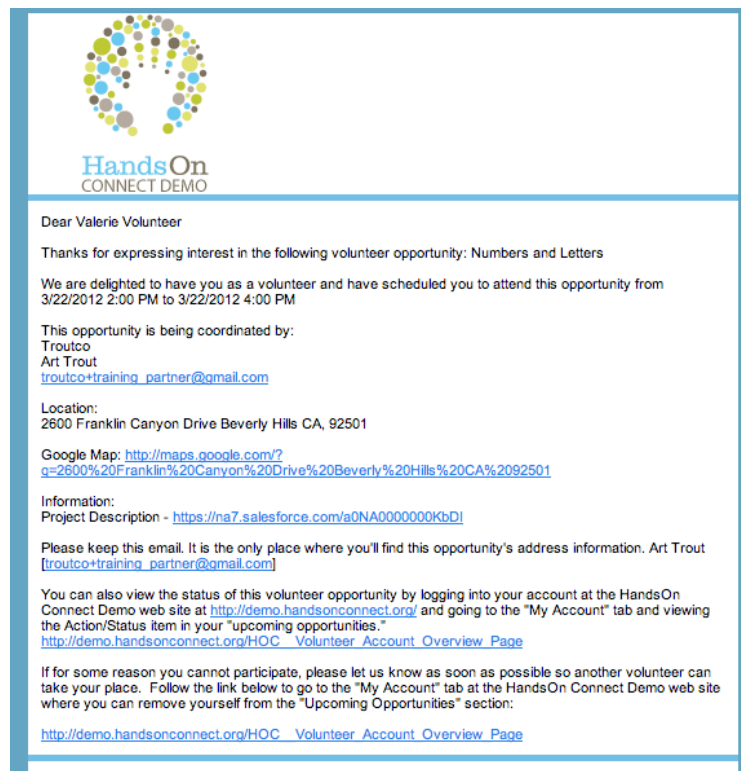 HandsOn
CONNECT DEMO
Dear Valerie Volunteer
Thanks for expressing interest in the following volunteer opportunity: Numbers and Letters
We are delighted to have you as a volunteer and have scheduled you to attend this opportunity from
3/22/2012 2:00 PM to 3/22/2012 4:00 PM
This opportunity is being coordinated by:
Troutco
Art Trout
troutco+training_partner@gmail.com
Location:
2600 Franklin Canyon Drive Beverly Hills CA, 92501
Google Map: http://maps.google.com/?
q=2600%20Franklin%20Canyon%20Drive%20Beverly%20Hills%20CA%2092501
Information:
Project Description - https://na7.salesforce.com/a0NA0000000KbDI
Please keep this email. It is the only place where you'll find this opportunity's address information. Art Trout
[troutco+training_partner@gmail.com]
You can also view the status of this volunteer opportunity by logging into your account at the HandsOn
Connect Demo web site at http://demo.handsonconnect.org/ and going to the "My Account" tab and viewing
the Action/Status item in your "upcoming opportunities."
http://demo.handsonconnect.org/HOC__Volunteer_Account_Overview_Page
If for some reason you cannot participate, please let us know as soon as possible so another volunteer can
take your place.  Follow the link below to go to the "My Account" tab at the HandsOn Connect Demo web site
where you can remove yourself from the "Upcoming Opportunities" section:
http://demo.handsonconnect.org/HOC__Volunteer_Account_Overview_Page